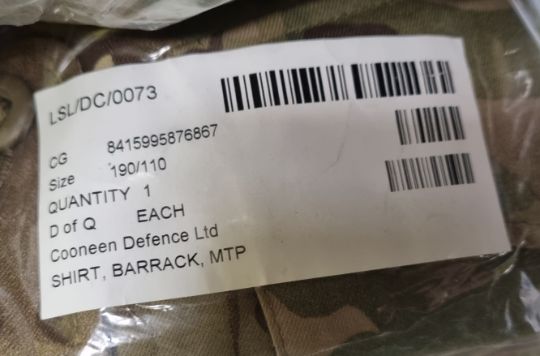 LSL/DC/0073
CG 8415995876867
Size 190/110
QUANTITY 1
D of Q EACH
Cooneen Defence Ltd
SHIRT, BARRACK, MTP